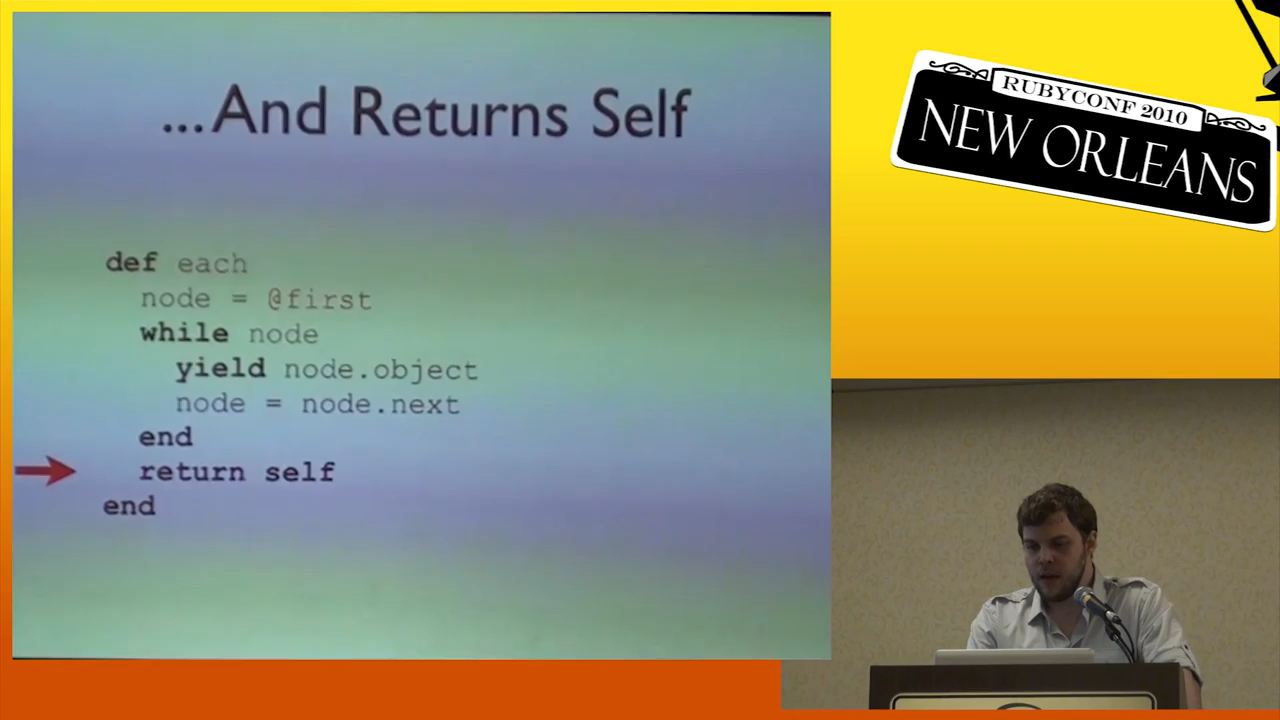 ...And Returns Self
def each
node = @first
while node
yield node.object
node = node.next
end
return self
end
RUBYCONF 2010
NEW ORLEANS